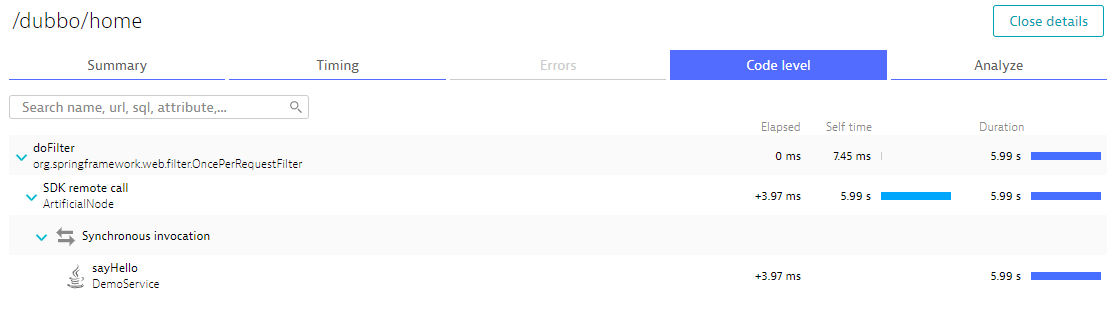 /dubbo/home
Close details
Summary Timing Errors Code level Analyze
Search name, url, sql, attribute,...
Elapsed Self time Duration
doFilter
org.springframework.web.filter.OncePerRequestFilter
0 ms 7.45 ms 5.99 s
SDK remote call
ArtificialNode
+3.97 ms 5.99 s 5.99 s
Synchronous invocation
sayHello
DemoService
+3.97 ms 5.99 s